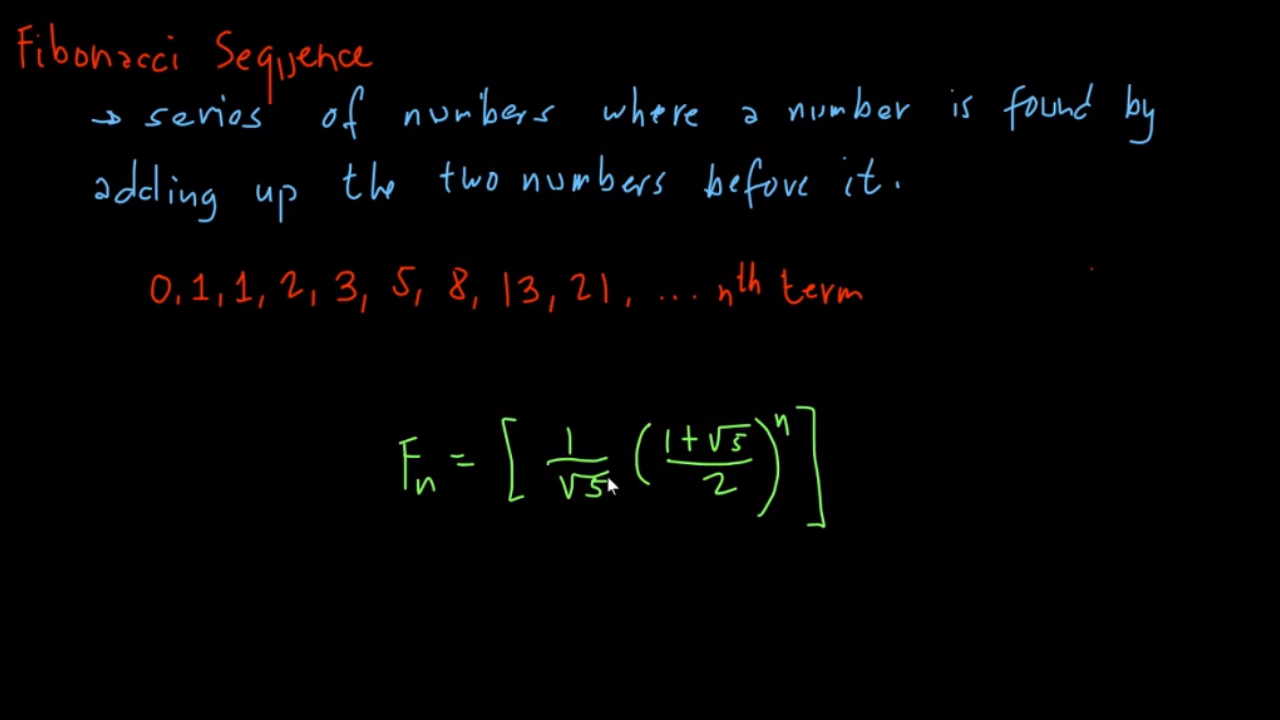 Fibonacci Sequence
→ series of numbers where a number is found by
adding up the two numbers before it.
0, 1, 1, 2, 3, 5, 8, 13, 21, ... nth term
Fn = [ 1/√5 ( (1+√5)/2 )^n ]